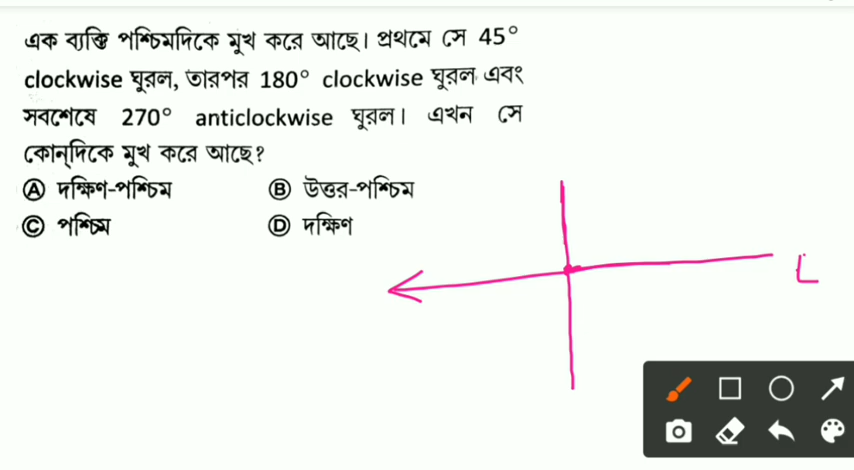 এক ব্যক্তি পশ্চিমদিকে মুখ করে আছে। প্রথমে সে 45°
clockwise ঘুরল, তারপর 180° clockwise ঘুরল এবং
সবশেষে 270° anticlockwise ঘুরল। এখন সে
কোন্‌দিকে মুখ করে আছে?
Ⓐ দক্ষিণ-পশ্চিম Ⓑ উত্তর-পশ্চিম
Ⓒ পশ্চিম Ⓓ দক্ষিণ
L